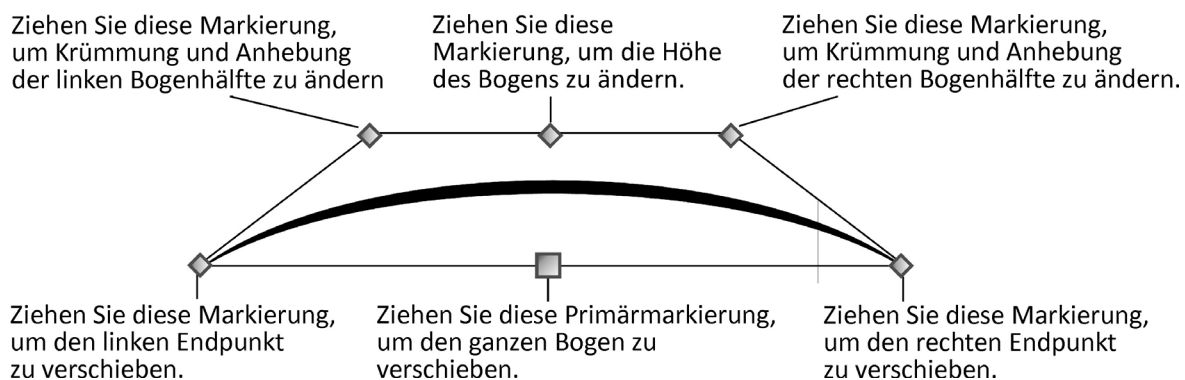 Ziehen Sie diese Markierung,
um Krümmung und Anhebung
der linken Bogenhälfte zu ändern
Ziehen Sie diese
Markierung, um die Höhe
des Bogens zu ändern.
Ziehen Sie diese Markierung,
um Krümmung und Anhebung
der rechten Bogenhälfte zu ändern.
Ziehen Sie diese Markierung,
um den linken Endpunkt
zu verschieben.
Ziehen Sie diese Primärmarkierung,
um den ganzen Bogen zu
verschieben.
Ziehen Sie diese Markierung,
um den rechten Endpunkt
zu verschieben.